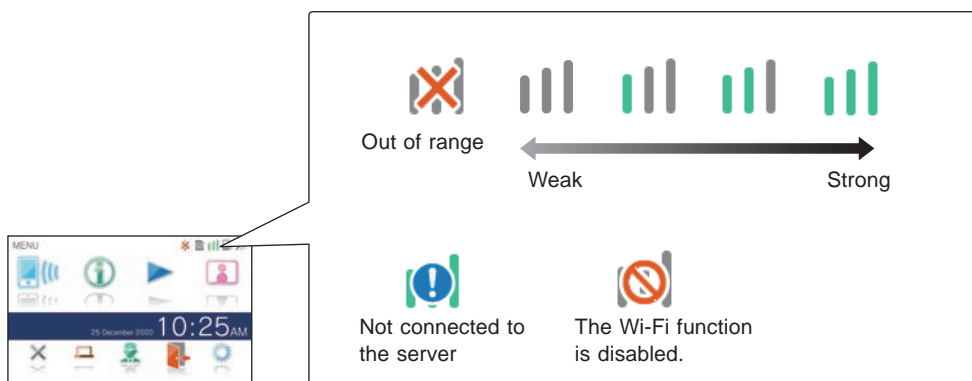 Out of range
Weak
Strong
MENU
25 December 2020 10:25AM
Not connected to
the server
The Wi-Fi function
is disabled.